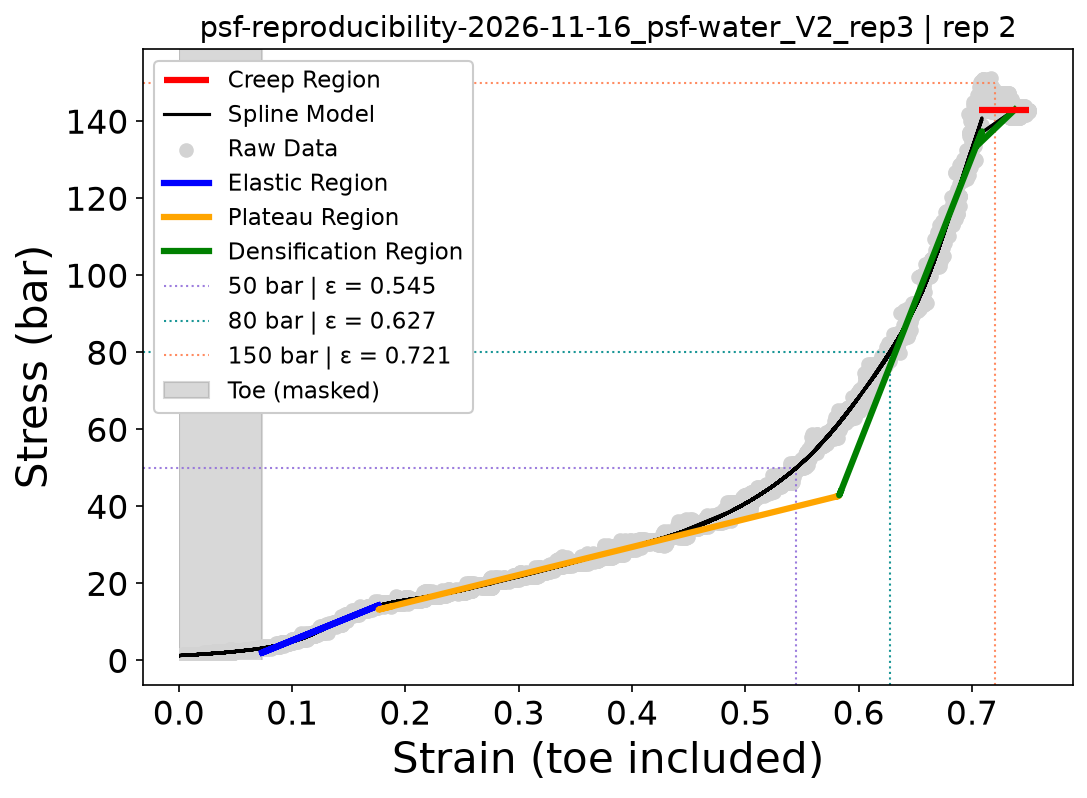 psf-reproducibility-2026-11-16_psf-water_V2_rep3 | rep 2
Creep Region
Spline Model
Raw Data
Elastic Region
Plateau Region
Densification Region
50 bar | ε = 0.545
80 bar | ε = 0.627
150 bar | ε = 0.721
Toe (masked)
Stress (bar)
140
120
100
80
60
40
20
0
0.0 0.1 0.2 0.3 0.4 0.5 0.6 0.7
Strain (toe included)